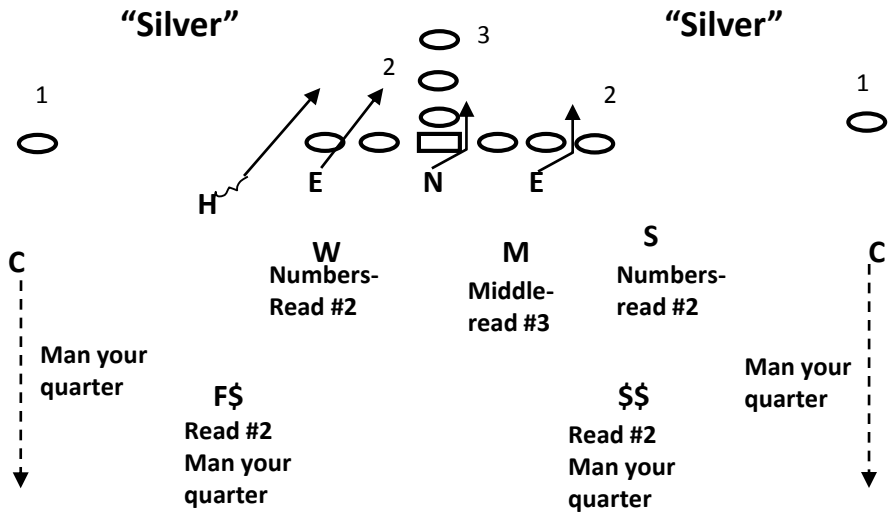 “Silver”
“Silver”
3
2
1
2
1
E
N
E
H
C
W
M
S
C
Numbers-
Read #2
Middle-
read #3
Numbers-
read #2
Man your
quarter
Man your
quarter
F$
Read #2
Man your
quarter
$$
Read #2
Man your
quarter